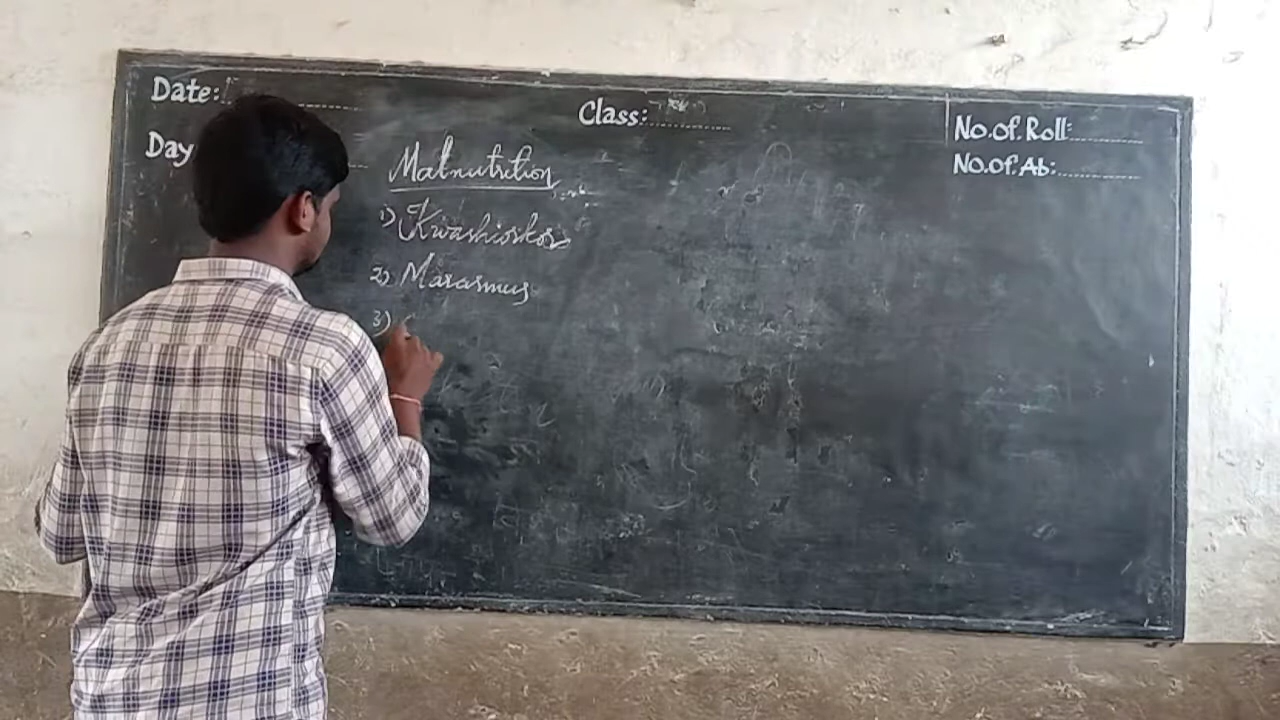 Date:
Class:
No.of.Roll:
Day
No.of.Ab:
Malnutrition
1) Kwashiorkor
2) Marasmus
3)